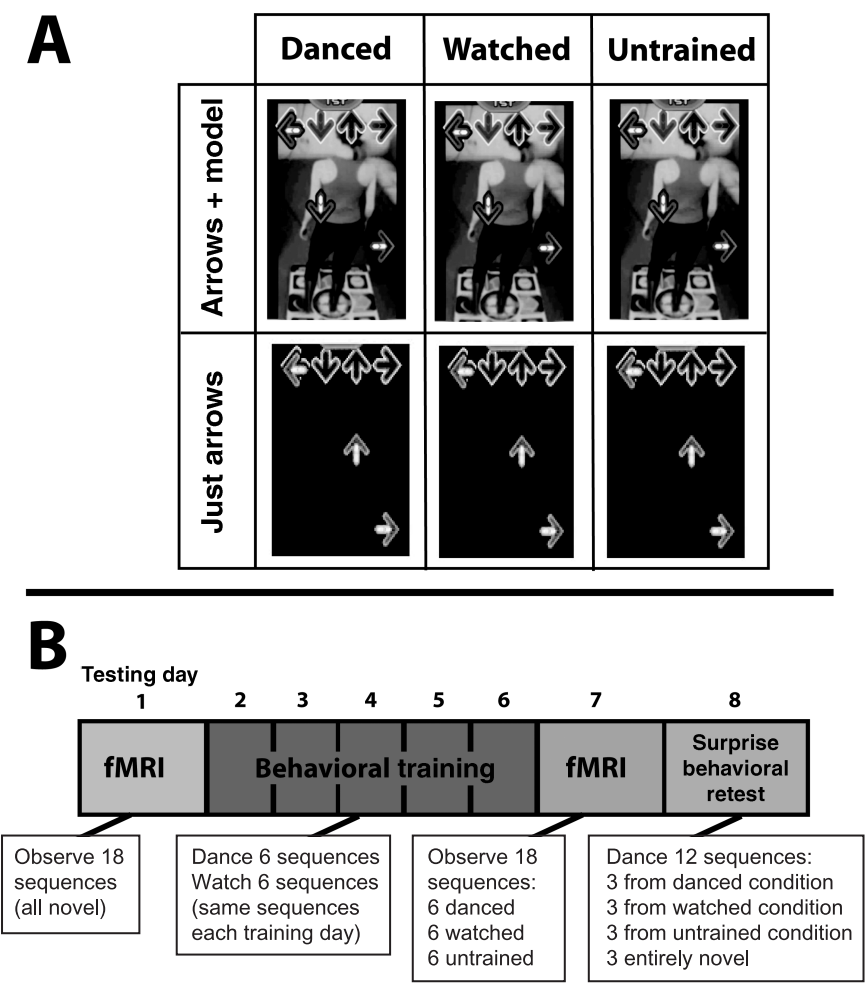 A
Danced
Watched
Untrained
Arrows + model
1ST
1ST
1ST
Just arrows
B
Testing day
1 2 3 4 5 6 7 8
fMRI
Behavioral training
fMRI
Surprise
behavioral
retest
Observe 18
sequences
(all novel)
Dance 6 sequences
Watch 6 sequences
(same sequences
each training day)
Observe 18
sequences:
6 danced
6 watched
6 untrained
Dance 12 sequences:
3 from danced condition
3 from watched condition
3 from untrained condition
3 entirely novel